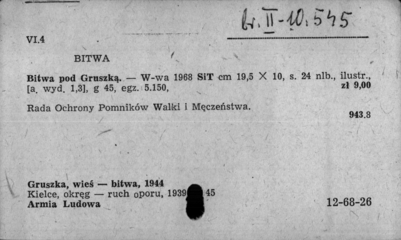 br. II-10.545
VI.4
BITWA
Bitwa pod Gruszką. — W-wa 1968 SiT cm 19,5 X 10, s. 24 nlb., ilustr.,
[a. wyd. 1,3], g 45, egz. 5.150, zł 9,00
Rada Ochrony Pomników Walki i Męczeństwa.
943.8
Gruszka, wieś — bitwa, 1944
Kielce, okręg — ruch oporu, 1939 45
Armia Ludowa
12-68-26